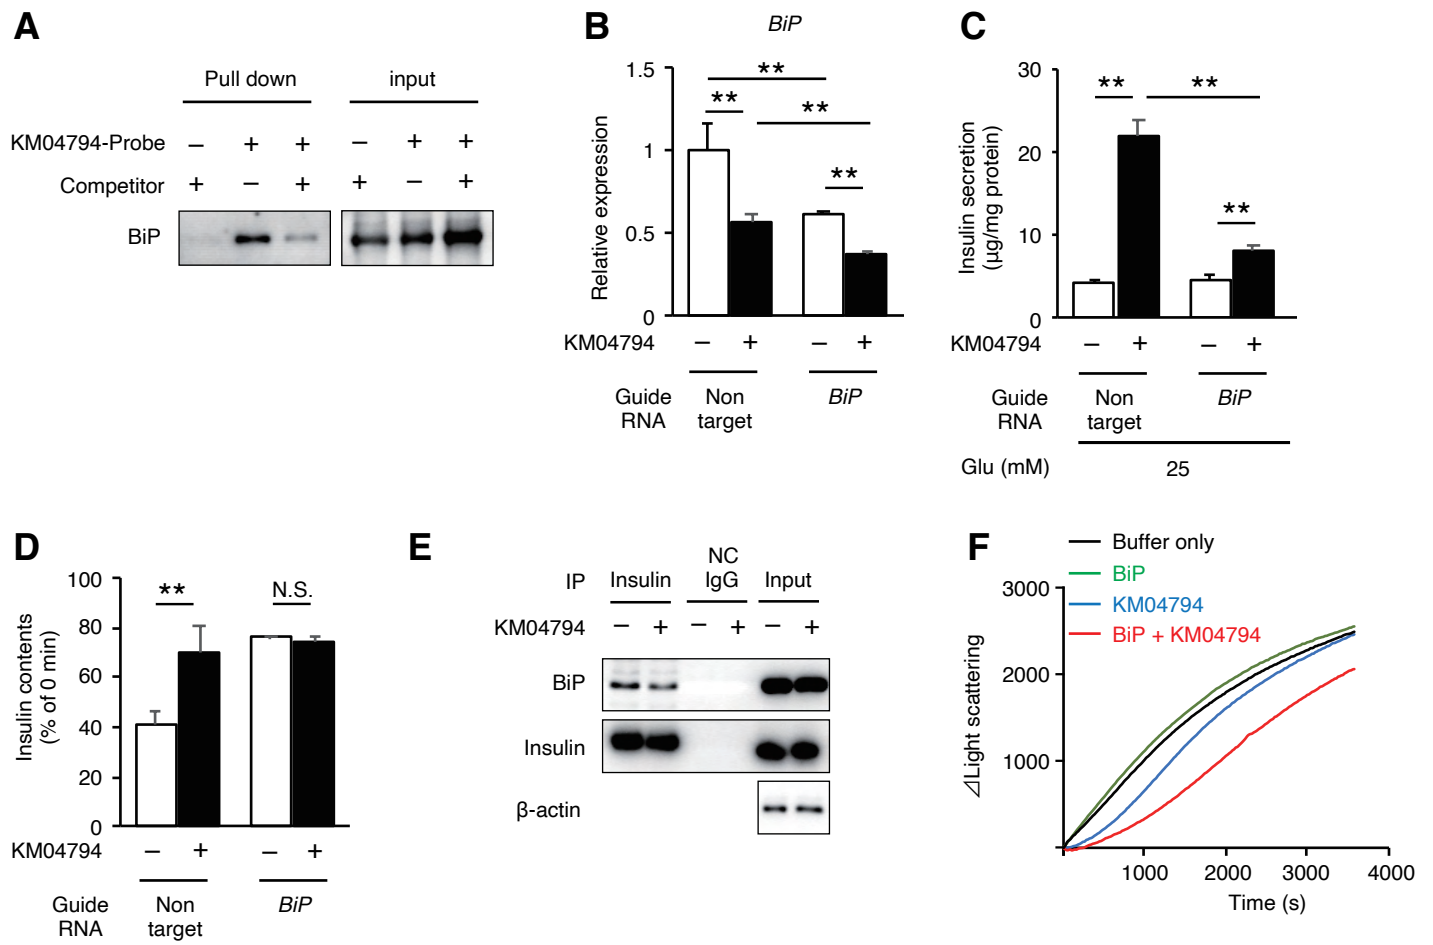 A
Pull down input
KM04794-Probe – + + – + +
Competitor + – + + – +
BiP
B
BiP
**
**
**
**
1.5
1
0.5
0
Relative expression
KM04794 – + – +
Guide RNA
Non target
BiP
C
**
**
**
30
20
10
0
Insulin secretion
(µg/mg protein)
KM04794 – + – +
Guide RNA
Non target
BiP
Glu (mM) 25
D
**
N.S.
100
80
60
40
20
0
Insulin contents
(% of 0 min)
KM04794 – + – +
Guide RNA
Non target
BiP
E
IP Insulin NC IgG Input
KM04794 – + – + – +
BiP
Insulin
β-actin
F
Buffer only
BiP
KM04794
BiP + KM04794
3000
2000
1000
⊿Light scattering
1000 2000 3000 4000
Time (s)